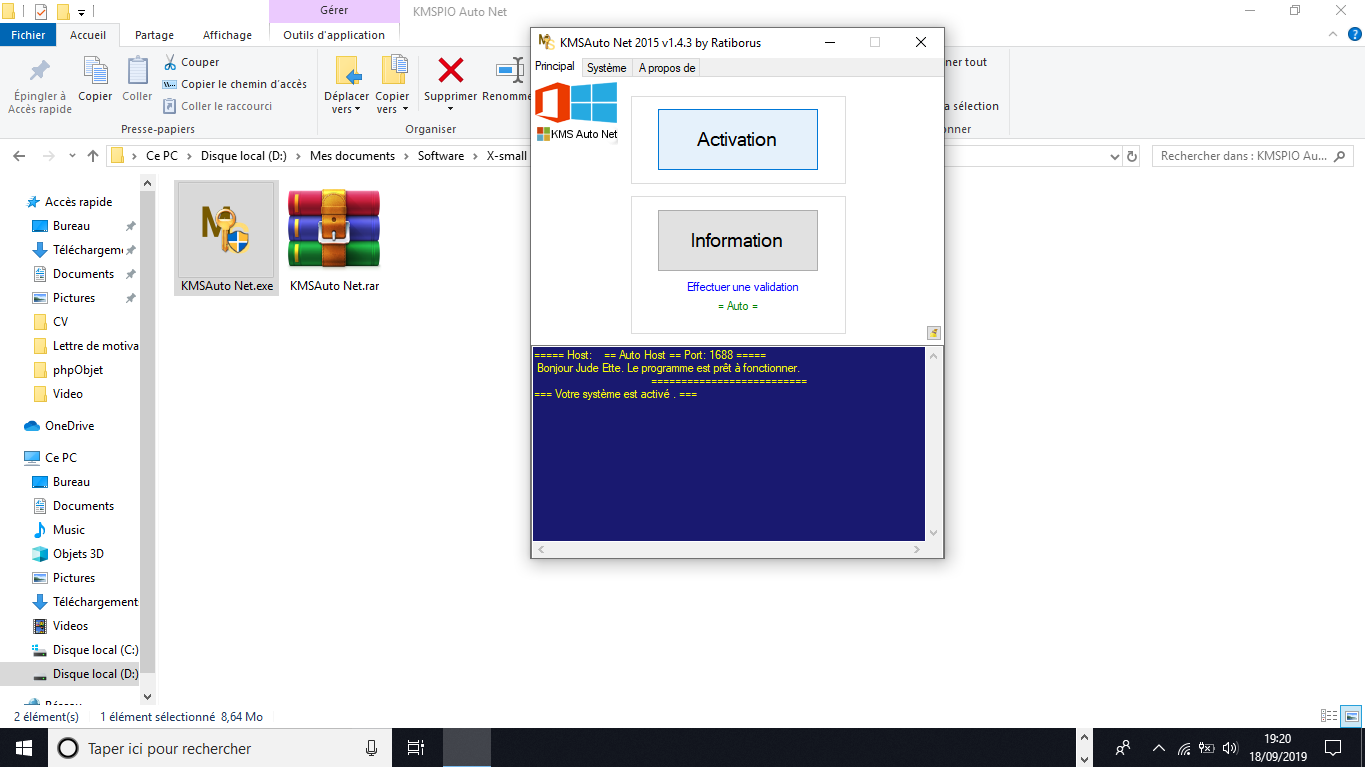 Gérer
KMSPIO Auto Net
Fichier
Accueil
Partage
Affichage
Outils d'application
Épingler à
Accès rapide
Copier
Coller
Couper
Copier le chemin d'accès
Coller le raccourci
Presse-papiers
Déplacer
vers
Copier
vers
Supprimer
Renomme
Organiser
ner tout
a sélection
nner
Ce PC
Disque local (D:)
Mes documents
Software
X-small
Rechercher dans : KMSPIO Au...
Accès rapide
Bureau
Téléchargem
Documents
Pictures
CV
Lettre de motiva
phpObjet
Video
OneDrive
Ce PC
Bureau
Documents
Music
Objets 3D
Pictures
Téléchargement
Videos
Disque local (C:)
Disque local (D:)
KMSAuto Net.exe
KMSAuto Net.rar
KMSAuto Net 2015 v1.4.3 by Ratiborus
Principal
Système
A propos de
KMS Auto Net
Activation
Information
Effectuer une validation
= Auto =
===== Host: == Auto Host == Port: 1688 =====
Bonjour Jude Ette. Le programme est prêt à fonctionner.
==========================
=== Votre système est activé . ===
2 élément(s)
1 élément sélectionné 8,64 Mo
Taper ici pour rechercher
19:20
18/09/2019